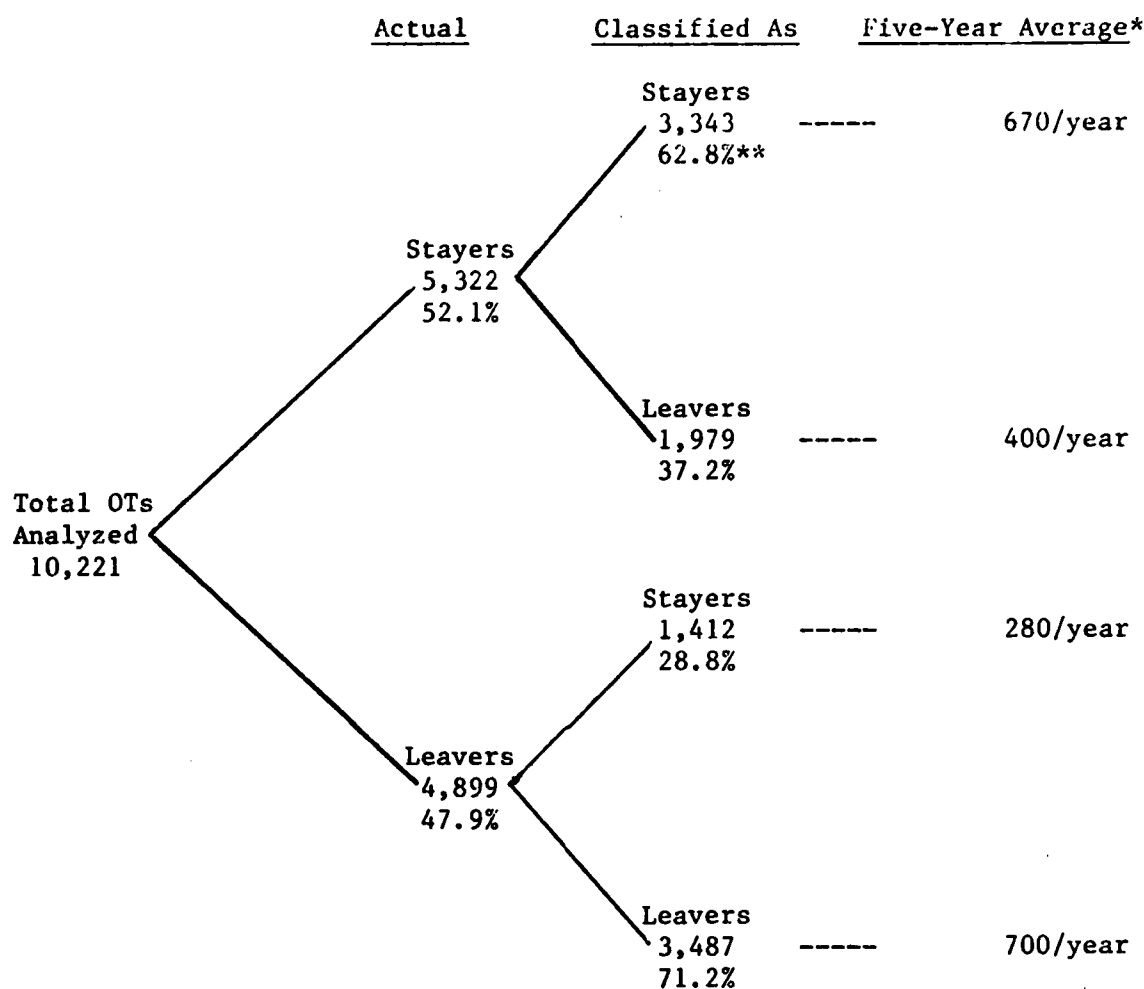 Actual Classified As Five-Year Average*
Stayers
3,343 ----- 670/year
62.8%**
Stayers
5,322
52.1%
Leavers
1,979 ----- 400/year
37.2%
Total OTs
Analyzed
10,221
Stayers
1,412 ----- 280/year
28.8%
Leavers
4,899
47.9%
Leavers
3,487 ----- 700/year
71.2%